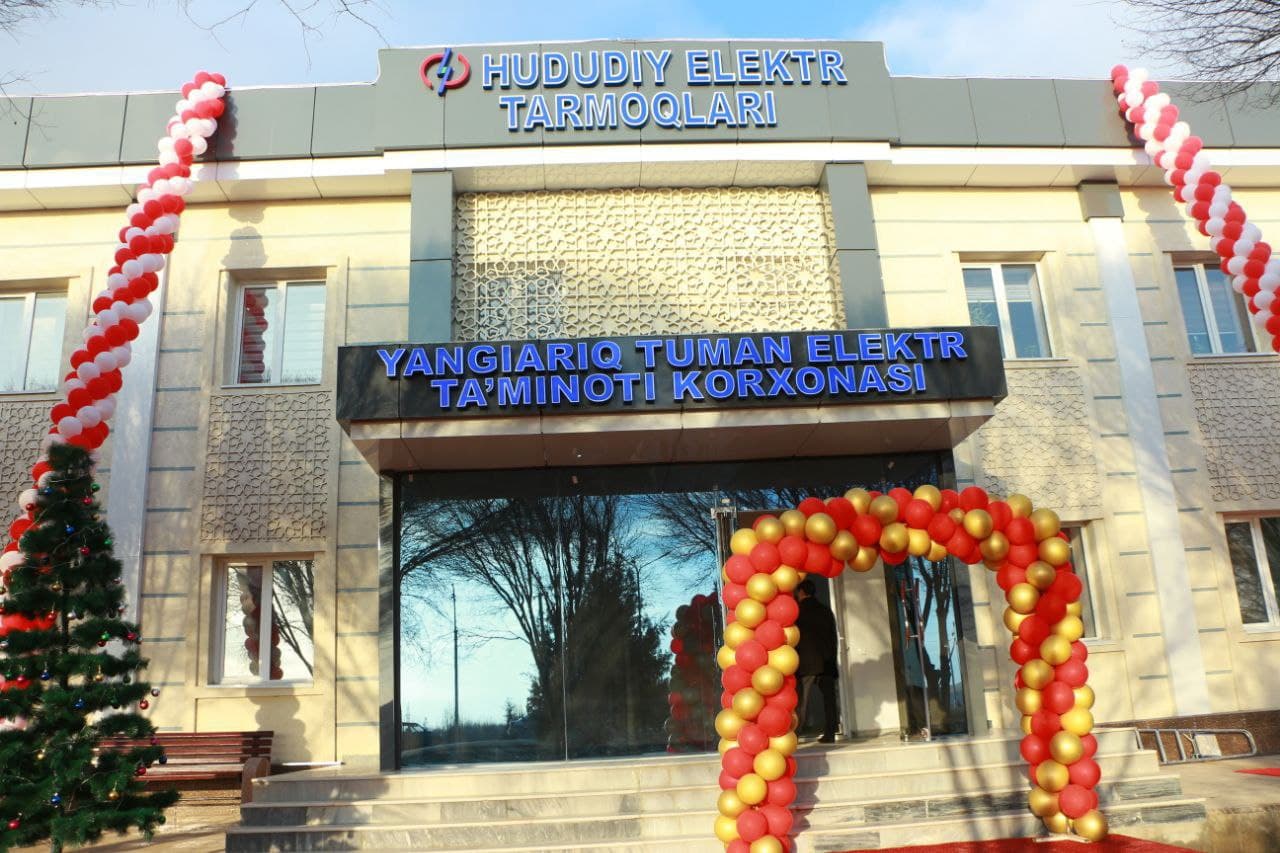 HUDUDIY ELEKTR
TARMOQLARI
YANGIARIQ TUMAN ELEKTR
TA’MINOTI KORXONASI